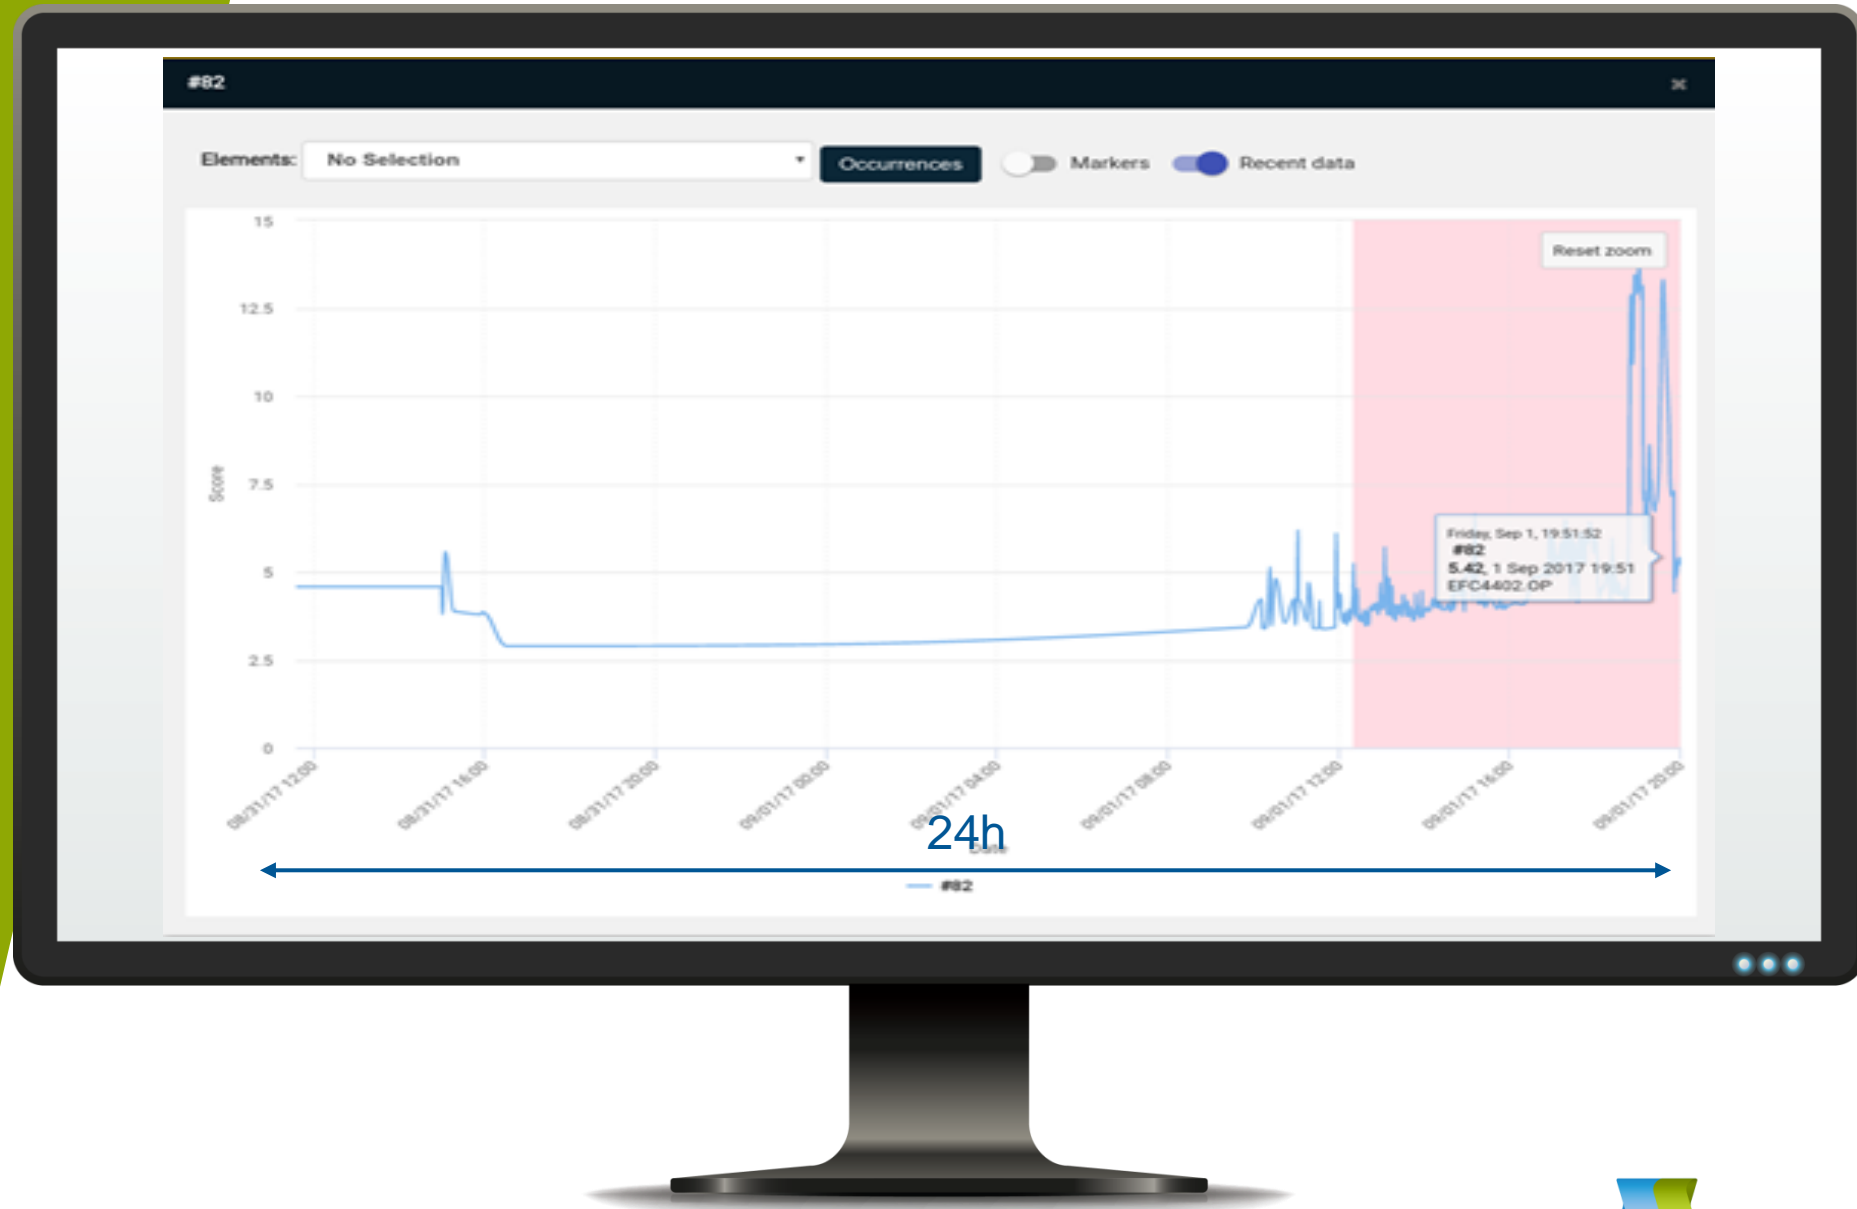 #82
Elements: No Selection Occurrences Markers Recent data
Reset zoom
15
12.5
10
7.5
5
2.5
0
Score
Friday, Sep 1, 19:51:52
#82
5.42, 1 Sep 2017 19:51
EFC4402.OP
08/31/17 12:00
08/31/17 16:00
08/31/17 20:00
09/01/17 00:00
09/01/17 04:00
09/01/17 08:00
09/01/17 12:00
09/01/17 16:00
09/01/17 20:00
24h
Date
#82